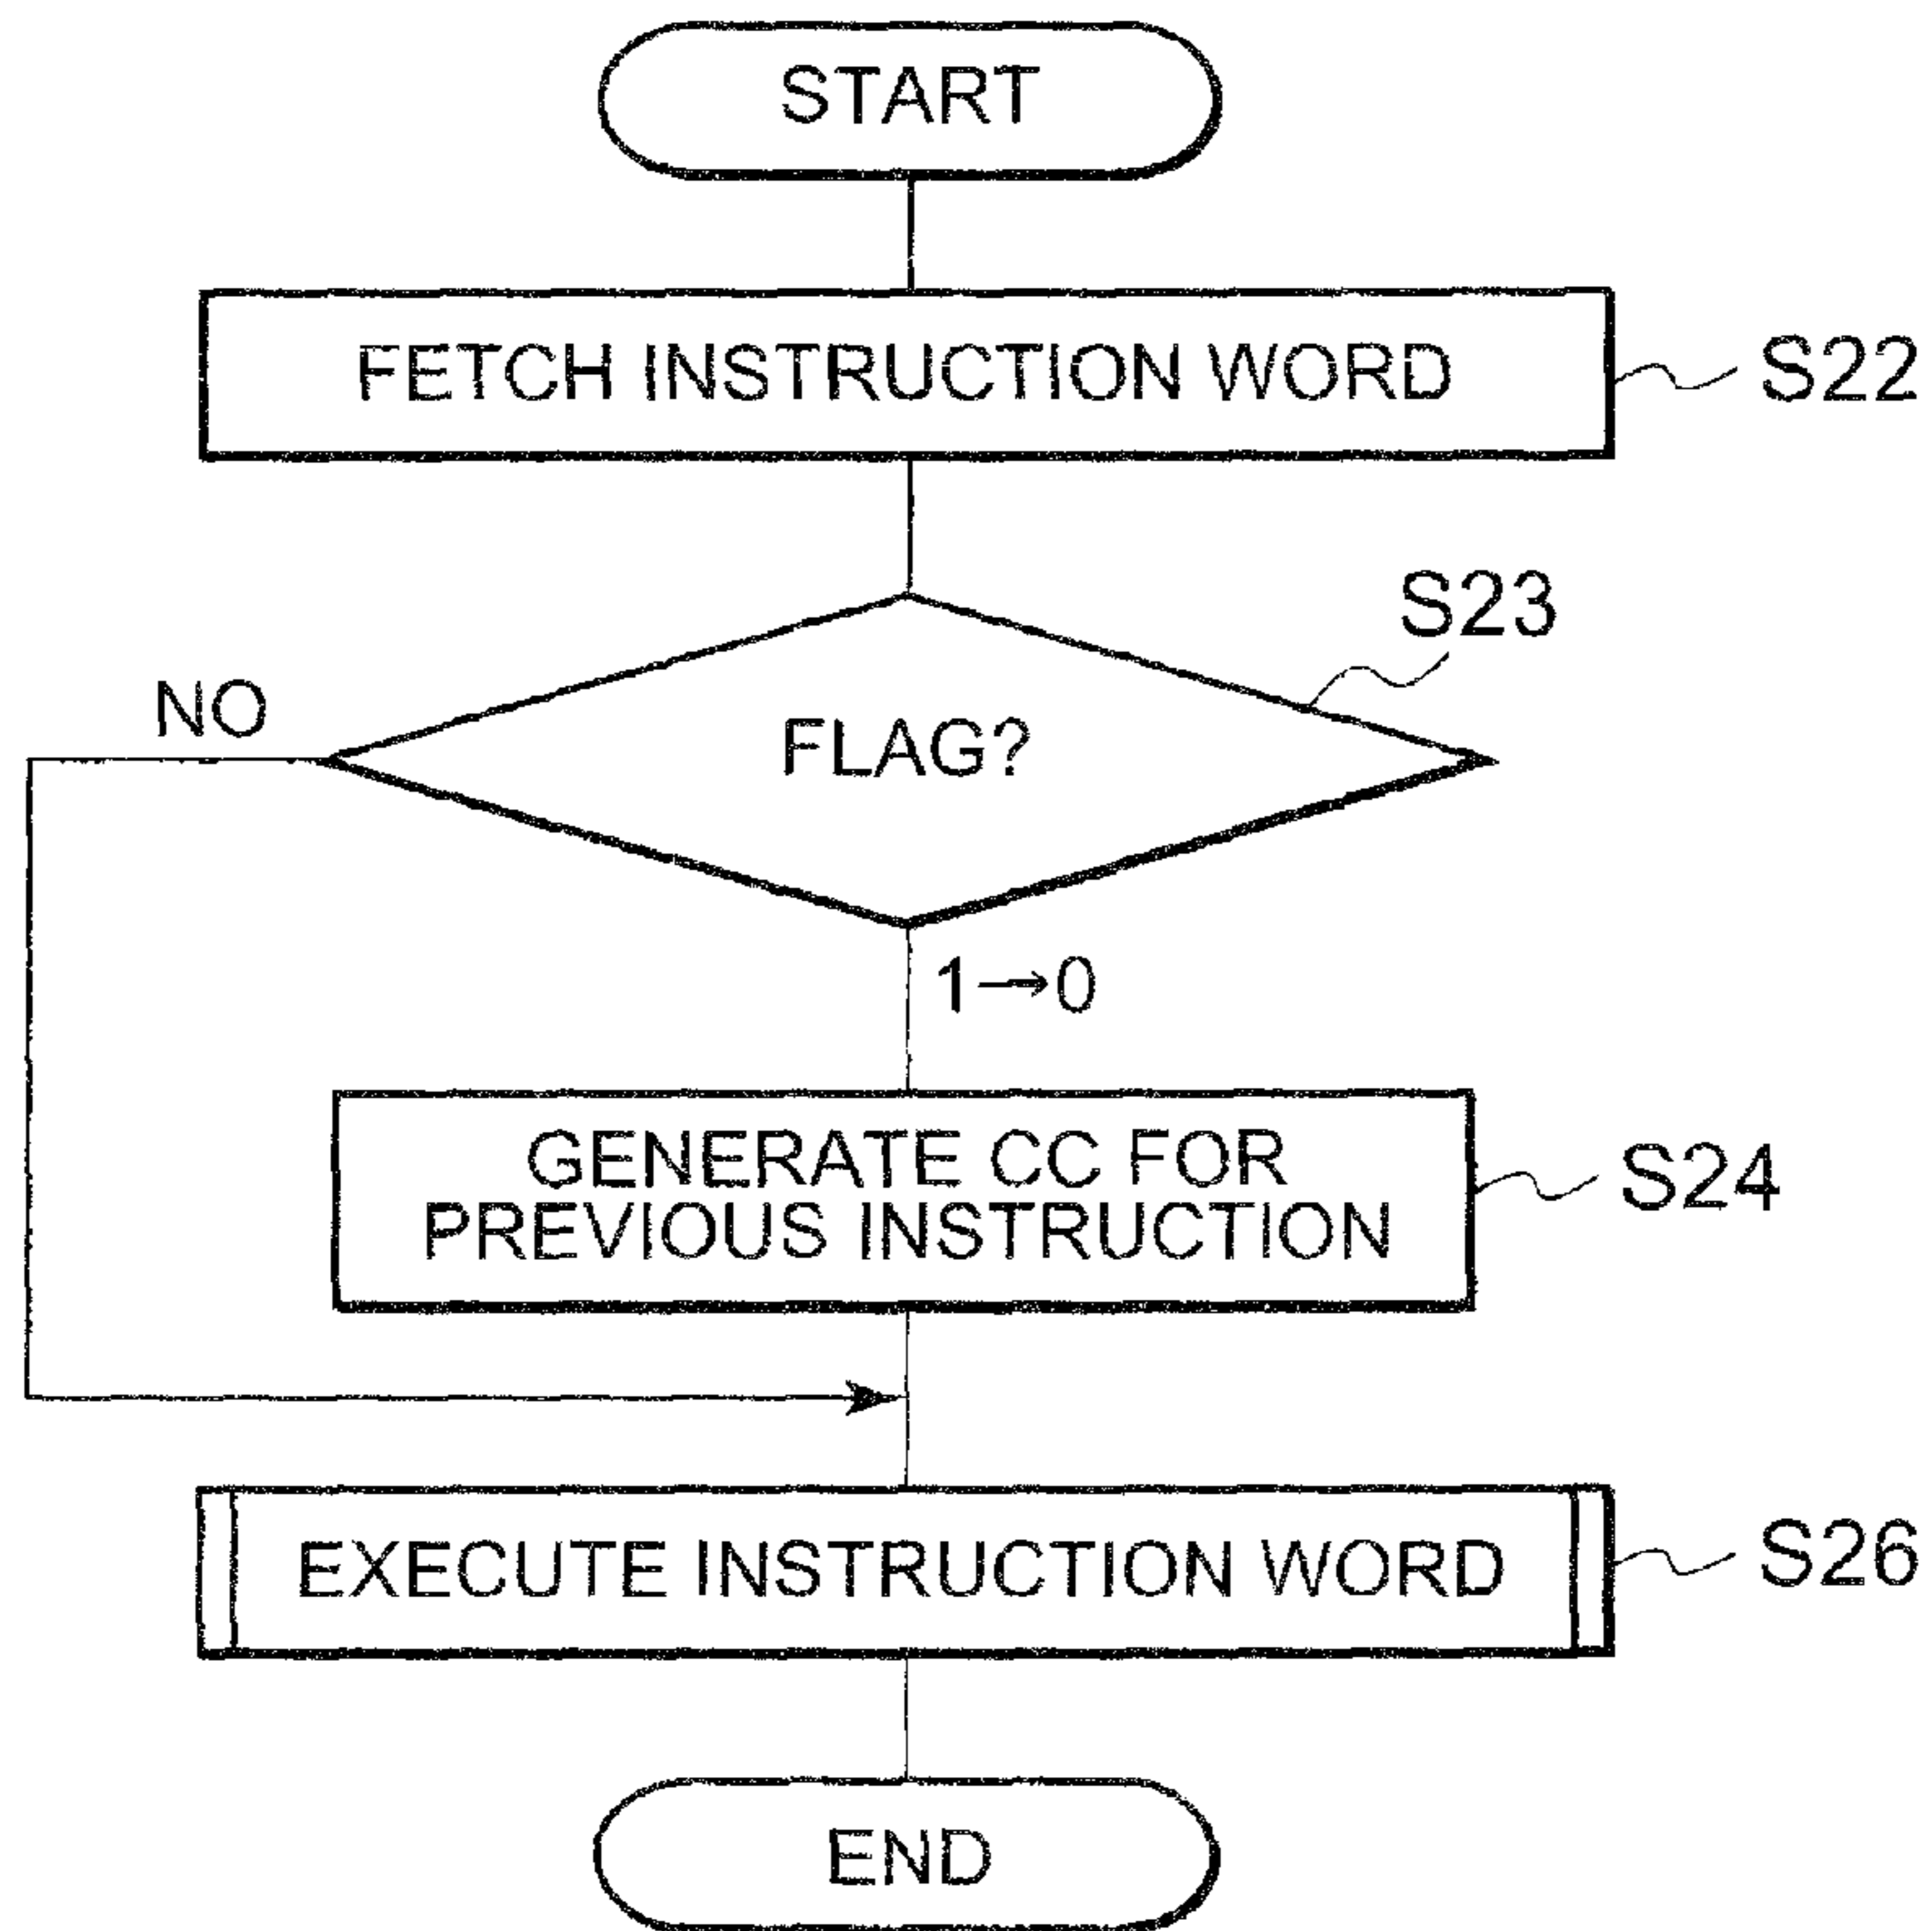 START
FETCH INSTRUCTION WORD
S22
S23
NO
FLAG?
1→0
GENERATE CC FOR
PREVIOUS INSTRUCTION
S24
EXECUTE INSTRUCTION WORD
S26
END